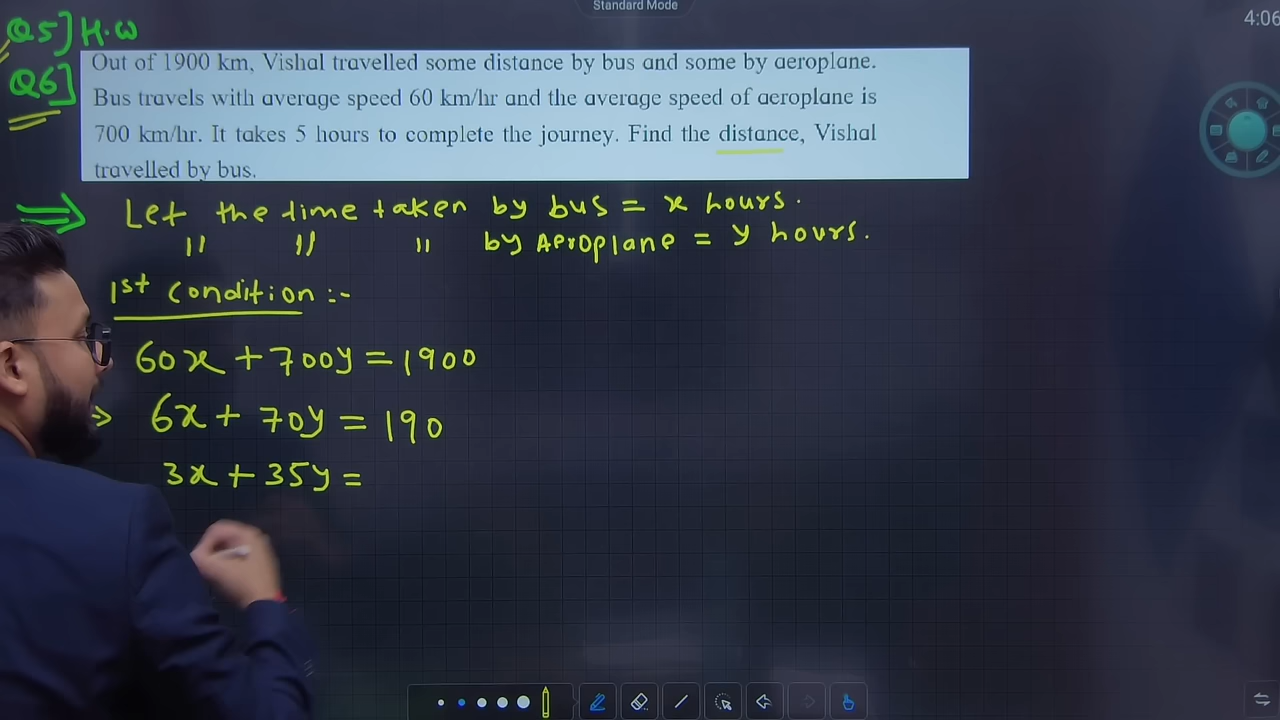 Standard Mode
4:06
Q5] H.W
Q6]
Out of 1900 km, Vishal travelled some distance by bus and some by aeroplane.
Bus travels with average speed 60 km/hr and the average speed of aeroplane is
700 km/hr. It takes 5 hours to complete the journey. Find the distance, Vishal
travelled by bus.
⇒ Let the time taken by bus = x hours.
" " " by Aeroplane = y hours.
1st Condition :-
60x + 700y = 1900
⇒ 6x + 70y = 190
3x + 35y =